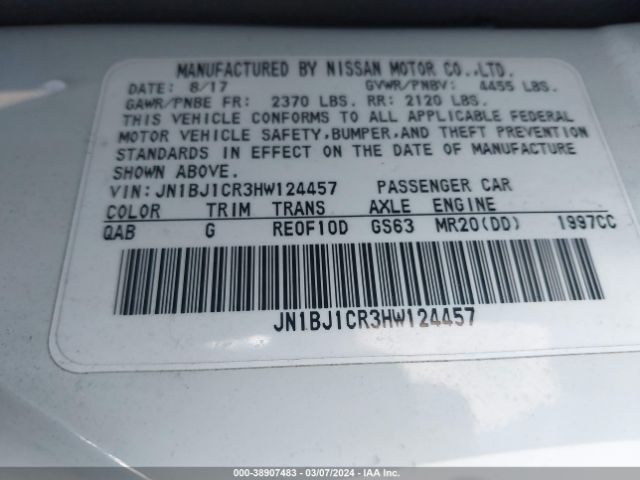 MANUFACTURED BY NISSAN MOTOR CO.,LTD.
DATE: 8/17 GVWR/PNBV: 4455 LBS.
GAWR/PNBE FR: 2370 LBS. RR: 2120 LBS.
THIS VEHICLE CONFORMS TO ALL APPLICABLE FEDERAL
MOTOR VEHICLE SAFETY,BUMPER,AND THEFT PREVENTION
STANDARDS IN EFFECT ON THE DATE OF MANUFACTURE
SHOWN ABOVE.
VIN:JN1BJ1CR3HW124457 PASSENGER CAR
COLOR TRIM TRANS AXLE ENGINE
QAB G RE0F10D GS63 MR20(DD) 1997CC
JN1BJ1CR3HW124457
000-38907483 - 03/07/2024 - IAA, Inc.